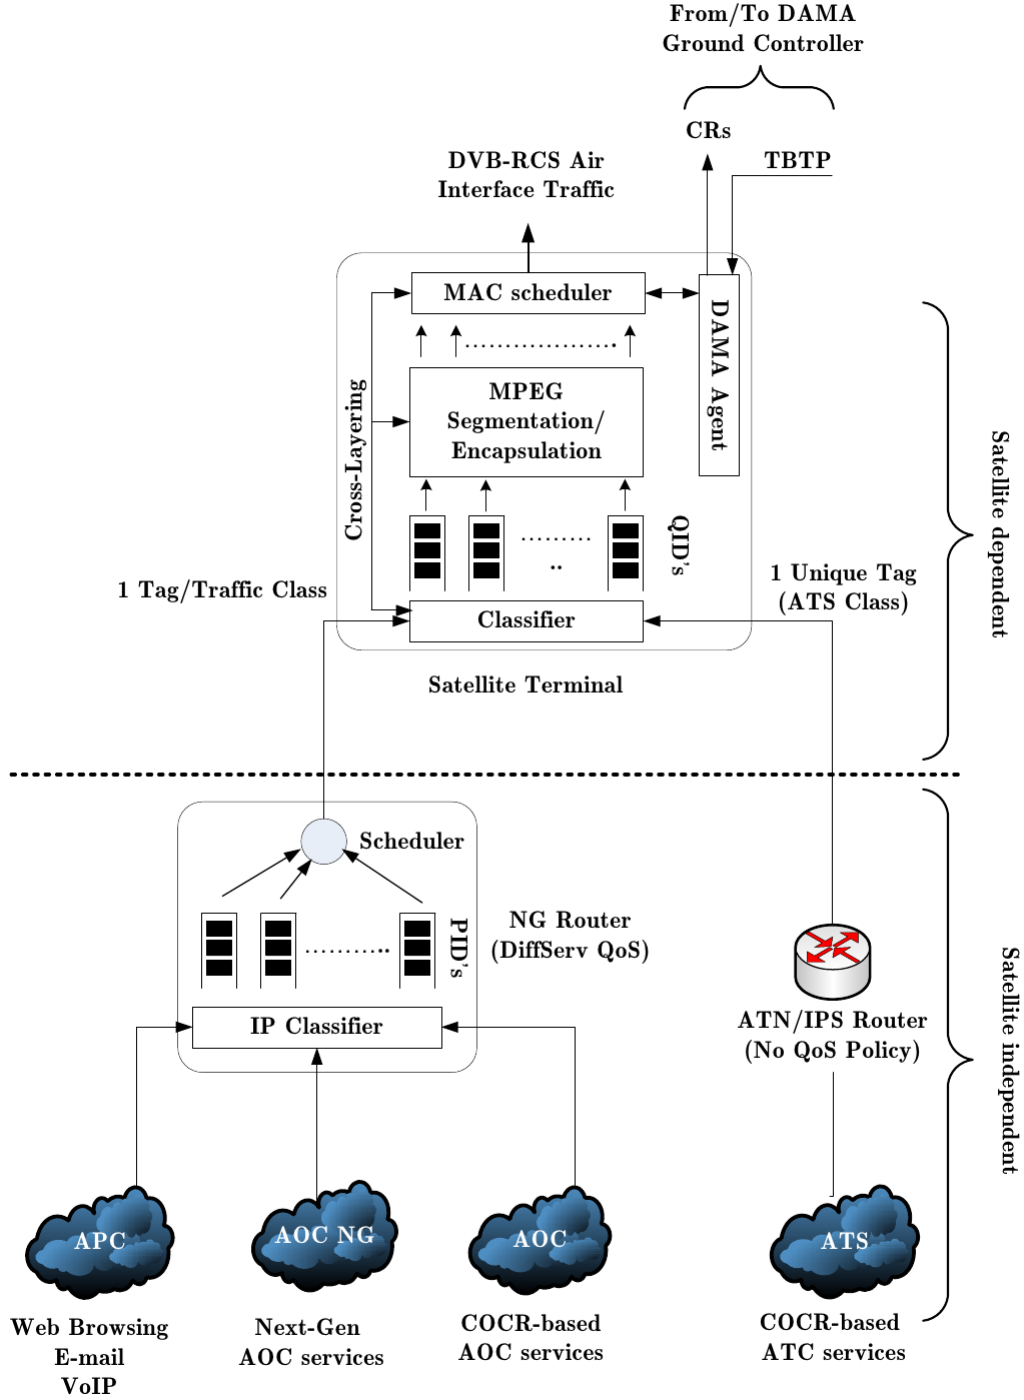 From/To DAMA
Ground Controller
CRs
TBTP
DVB-RCS Air
Interface Traffic
MAC scheduler
DAMA Agent
MPEG
Segmentation/
Encapsulation
Cross-Layering
QID's
.........
..
1 Tag/Traffic Class
1 Unique Tag
(ATS Class)
Classifier
Satellite Terminal
Satellite dependent
Scheduler
PID's
NG Router
(DiffServ QoS)
IP Classifier
ATN/IPS Router
(No QoS Policy)
Satellite independent
APC
AOC NG
AOC
ATS
Web Browsing
E-mail
VoIP
Next-Gen
AOC services
COCR-based
AOC services
COCR-based
ATC services